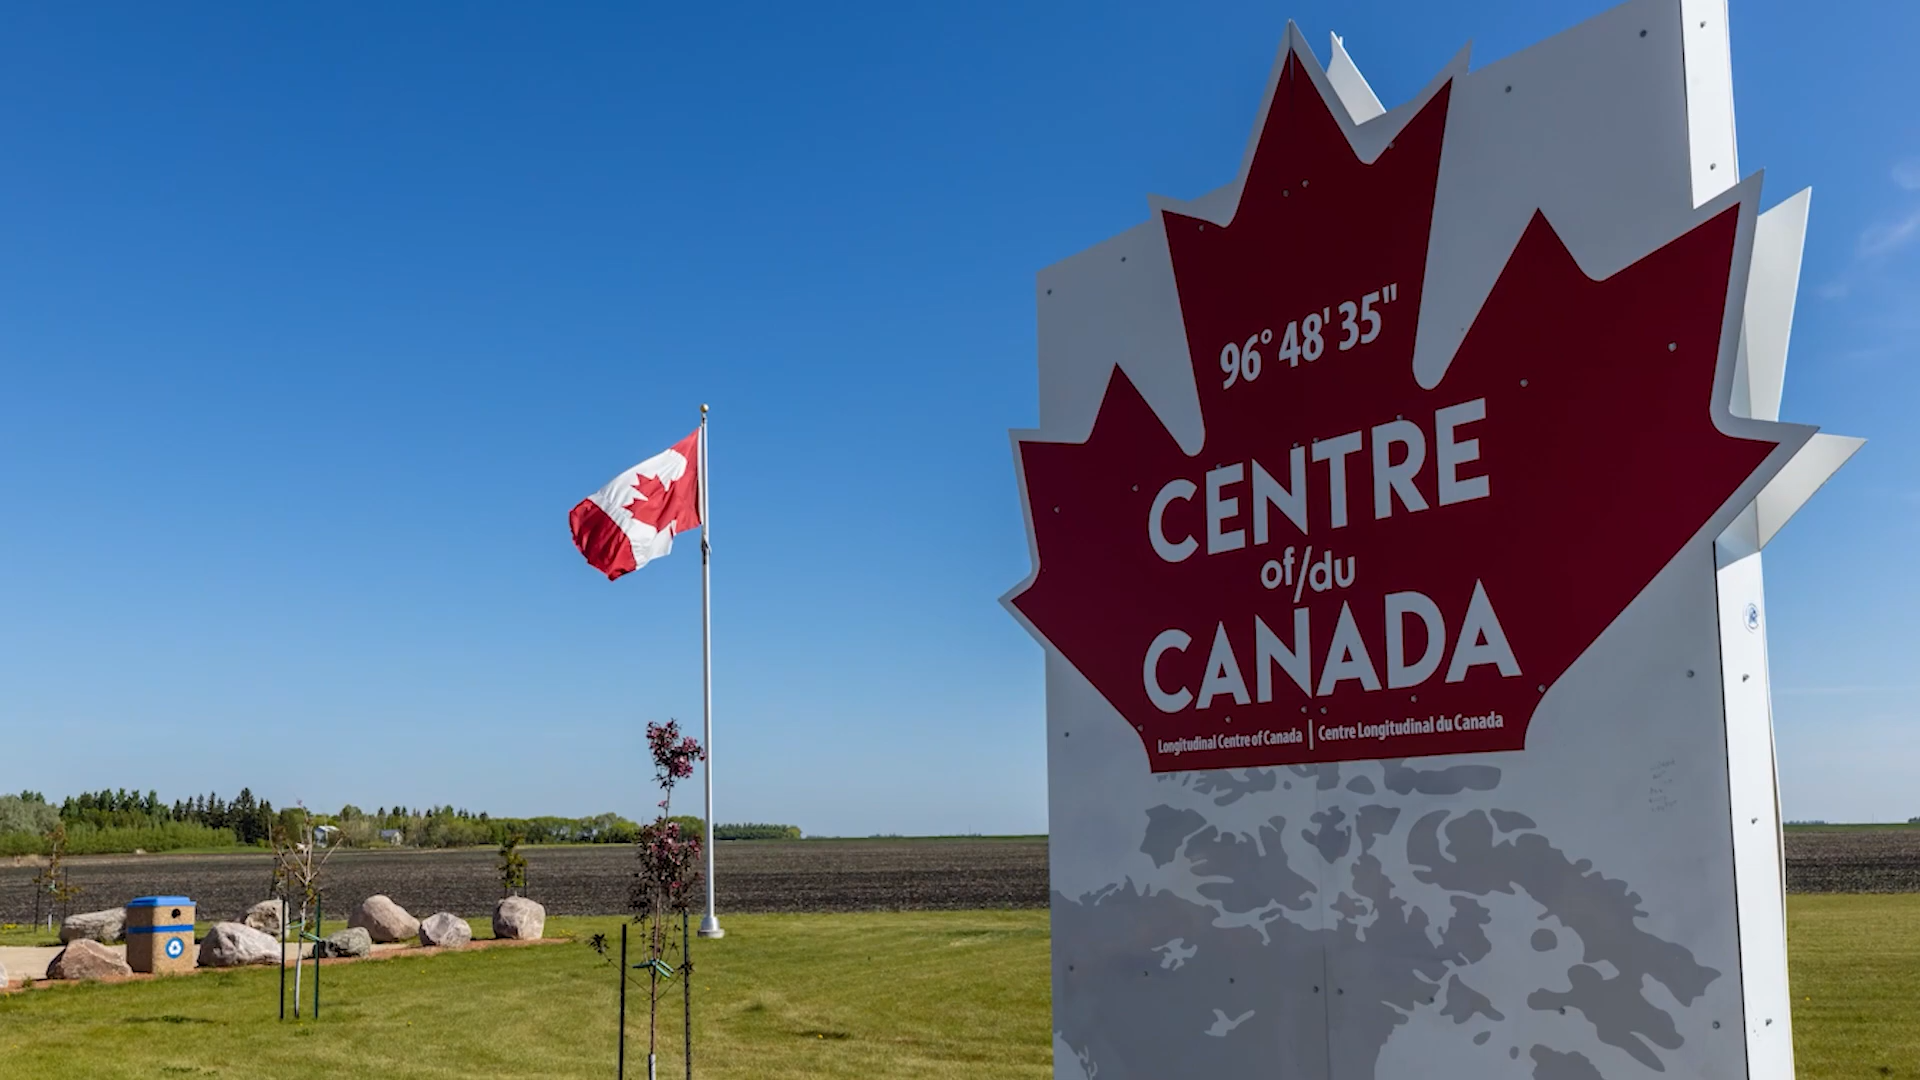 96° 48' 35"
CENTRE
of/du
CANADA
Longitudinal Centre of Canada | Centre Longitudinal du Canada